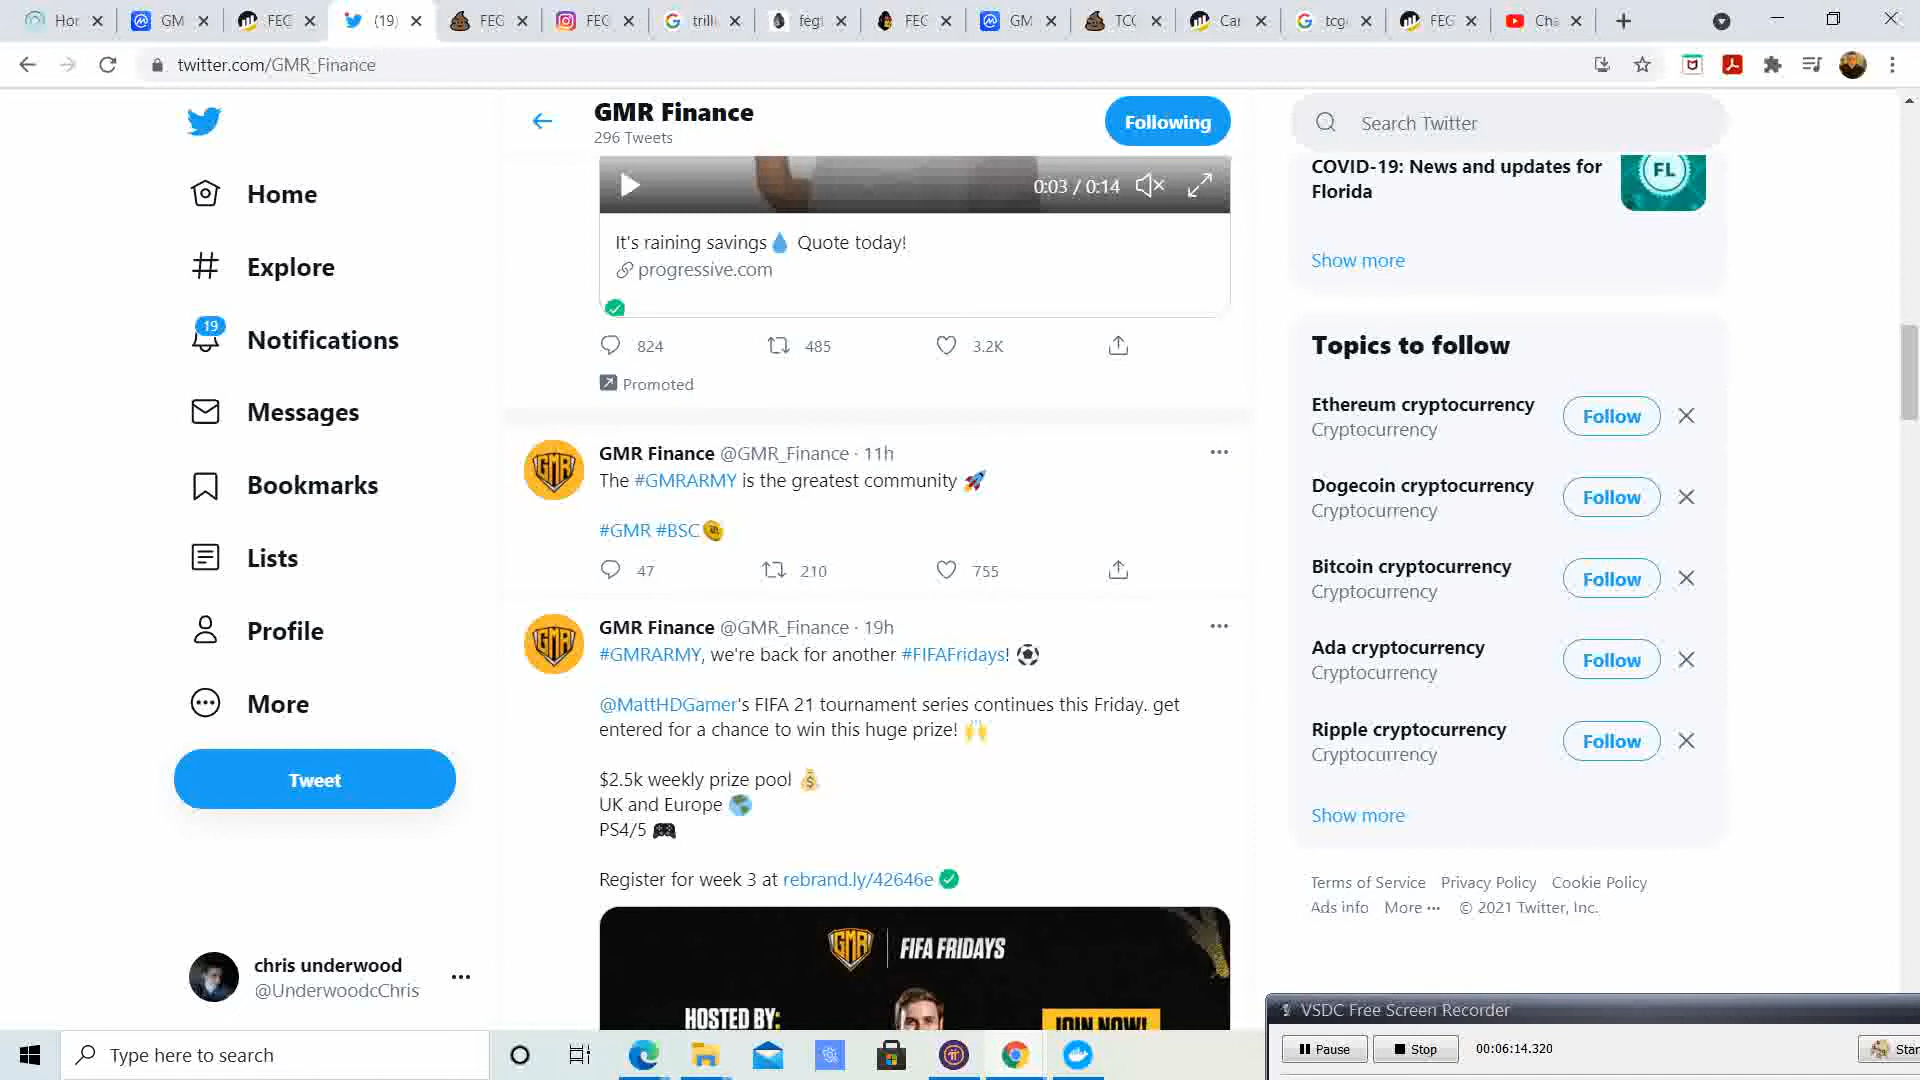 Hor
GM
FEG
(19)
FEG
FEG
trilli
fegt
FEG
GM
TCG
Car
tcg
FEG
Cha
twitter.com/GMR_Finance
GMR Finance
296 Tweets
Following
Search Twitter
0:03 / 0:14
It's raining savings💧 Quote today!
progressive.com
824
485
3.2K
Promoted
GMR Finance @GMR_Finance · 11h
The #GMRARMY is the greatest community 🚀
#GMR #BSC
47
210
755
GMR Finance @GMR_Finance · 19h
#GMRARMY, we're back for another #FIFAFridays! ⚽
@MattHDGamer's FIFA 21 tournament series continues this Friday. get
entered for a chance to win this huge prize! 🙌
$2.5k weekly prize pool 💰
UK and Europe 🌍
PS4/5 🎮
Register for week 3 at rebrand.ly/42646e ✅
GMR
FIFA FRIDAYS
HOSTED BY:
JOIN NOW!
Home
Explore
19
Notifications
Messages
Bookmarks
Lists
Profile
More
Tweet
chris underwood
@UnderwoodcChris
COVID-19: News and updates for
Florida
FL
Show more
Topics to follow
Ethereum cryptocurrency
Cryptocurrency
Follow
Dogecoin cryptocurrency
Cryptocurrency
Follow
Bitcoin cryptocurrency
Cryptocurrency
Follow
Ada cryptocurrency
Cryptocurrency
Follow
Ripple cryptocurrency
Cryptocurrency
Follow
Show more
Terms of Service Privacy Policy Cookie Policy
Ads info More ··· © 2021 Twitter, Inc.
VSDC Free Screen Recorder
Pause
Stop
00:06:14.320
Star
Type here to search